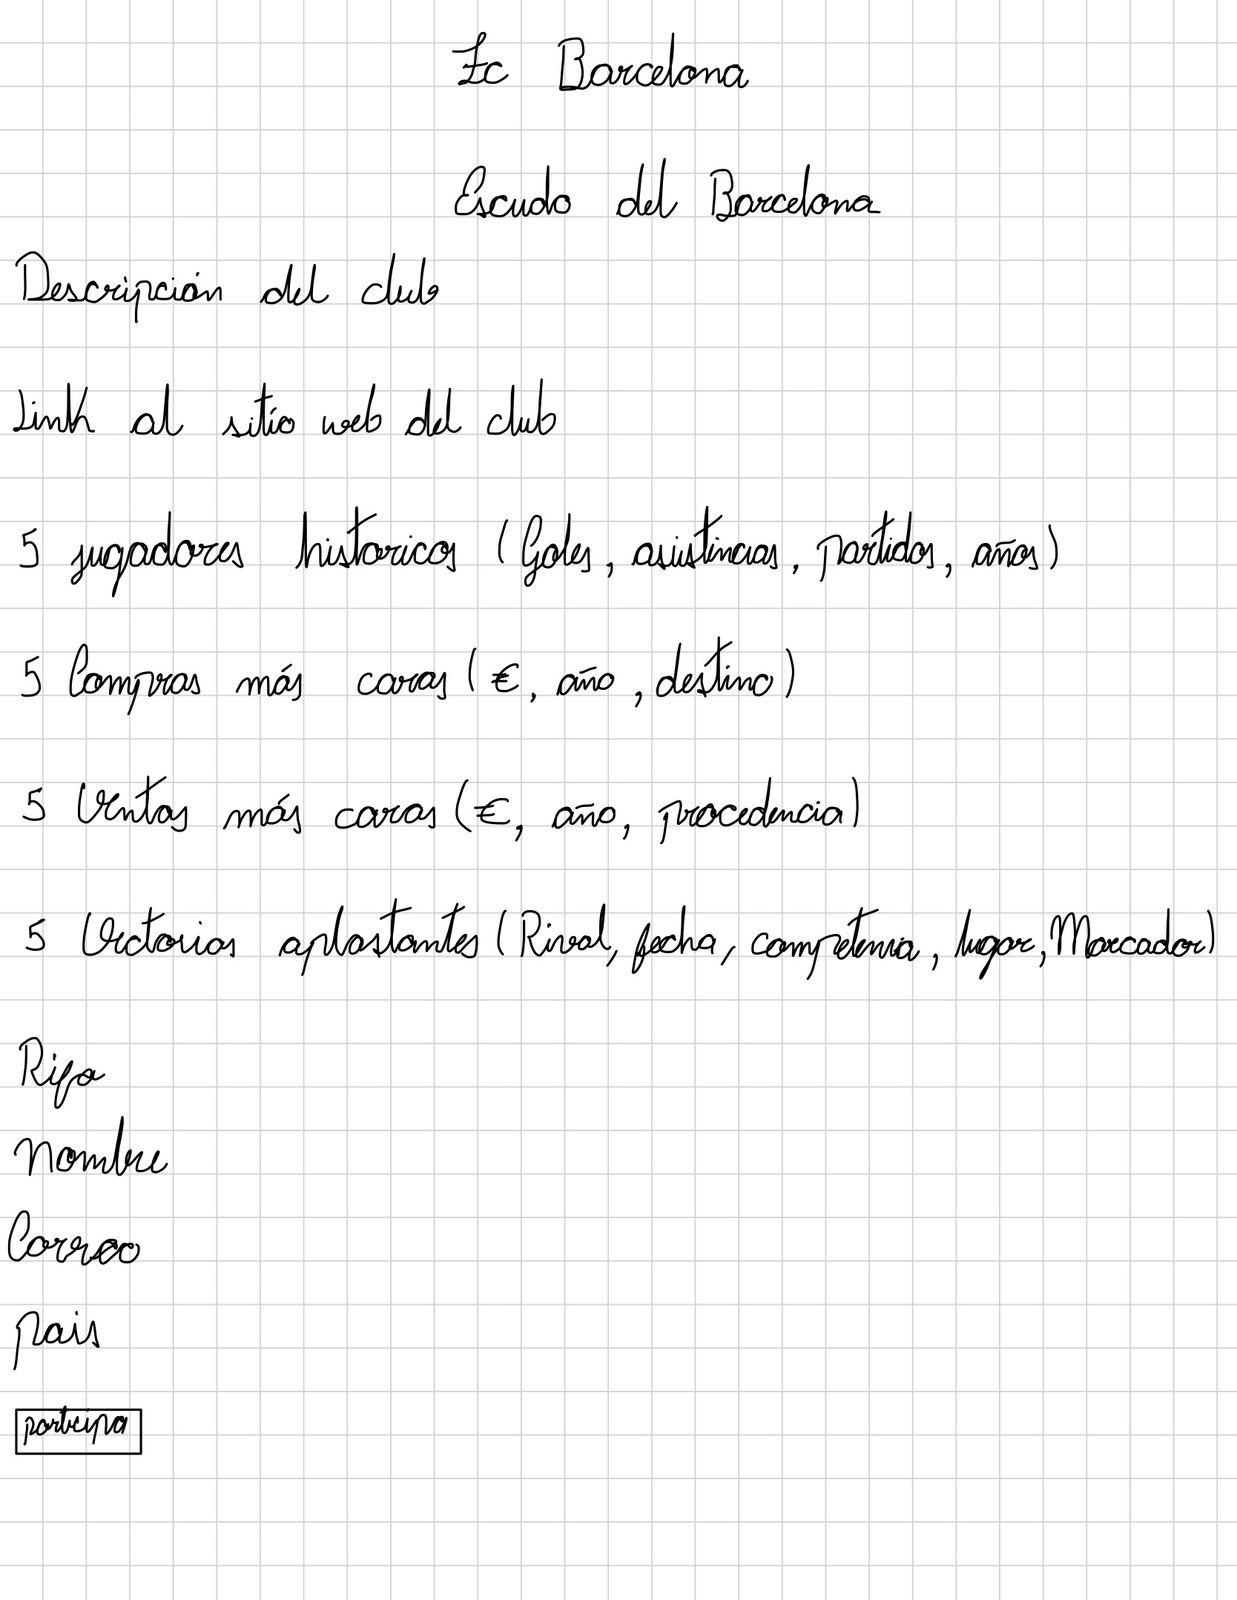 Fc Barcelona
Escudo del Barcelona
Descripción del club
Link al sitio web del club
5 jugadores historicos (Goles, asistencias, partidos, años)
5 Compras más caras (€, año, destino)
5 Ventas más caras (€, año, procedencia)
5 Victorias aplastantes (Rival, fecha, competencia, lugar, Marcador)
Rifa
Nombre
Correo
pais
participa